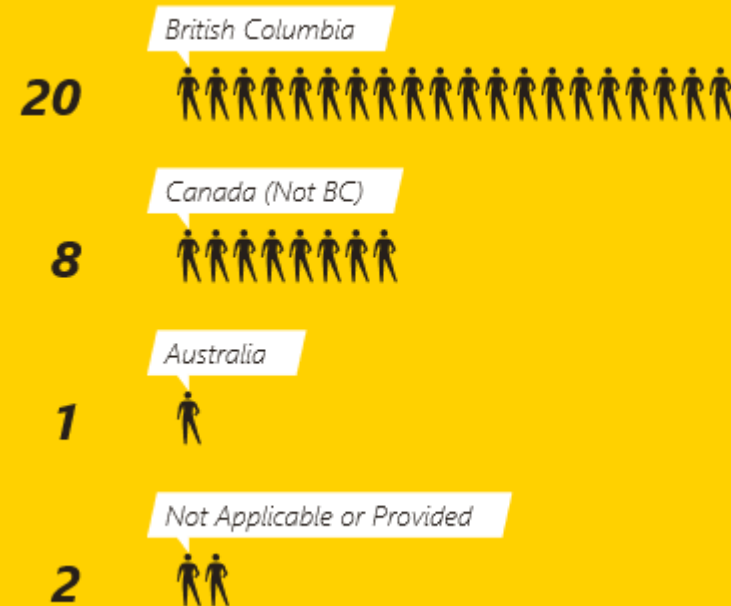 British Columbia
20
Canada (Not BC)
8
Australia
1
Not Applicable or Provided
2